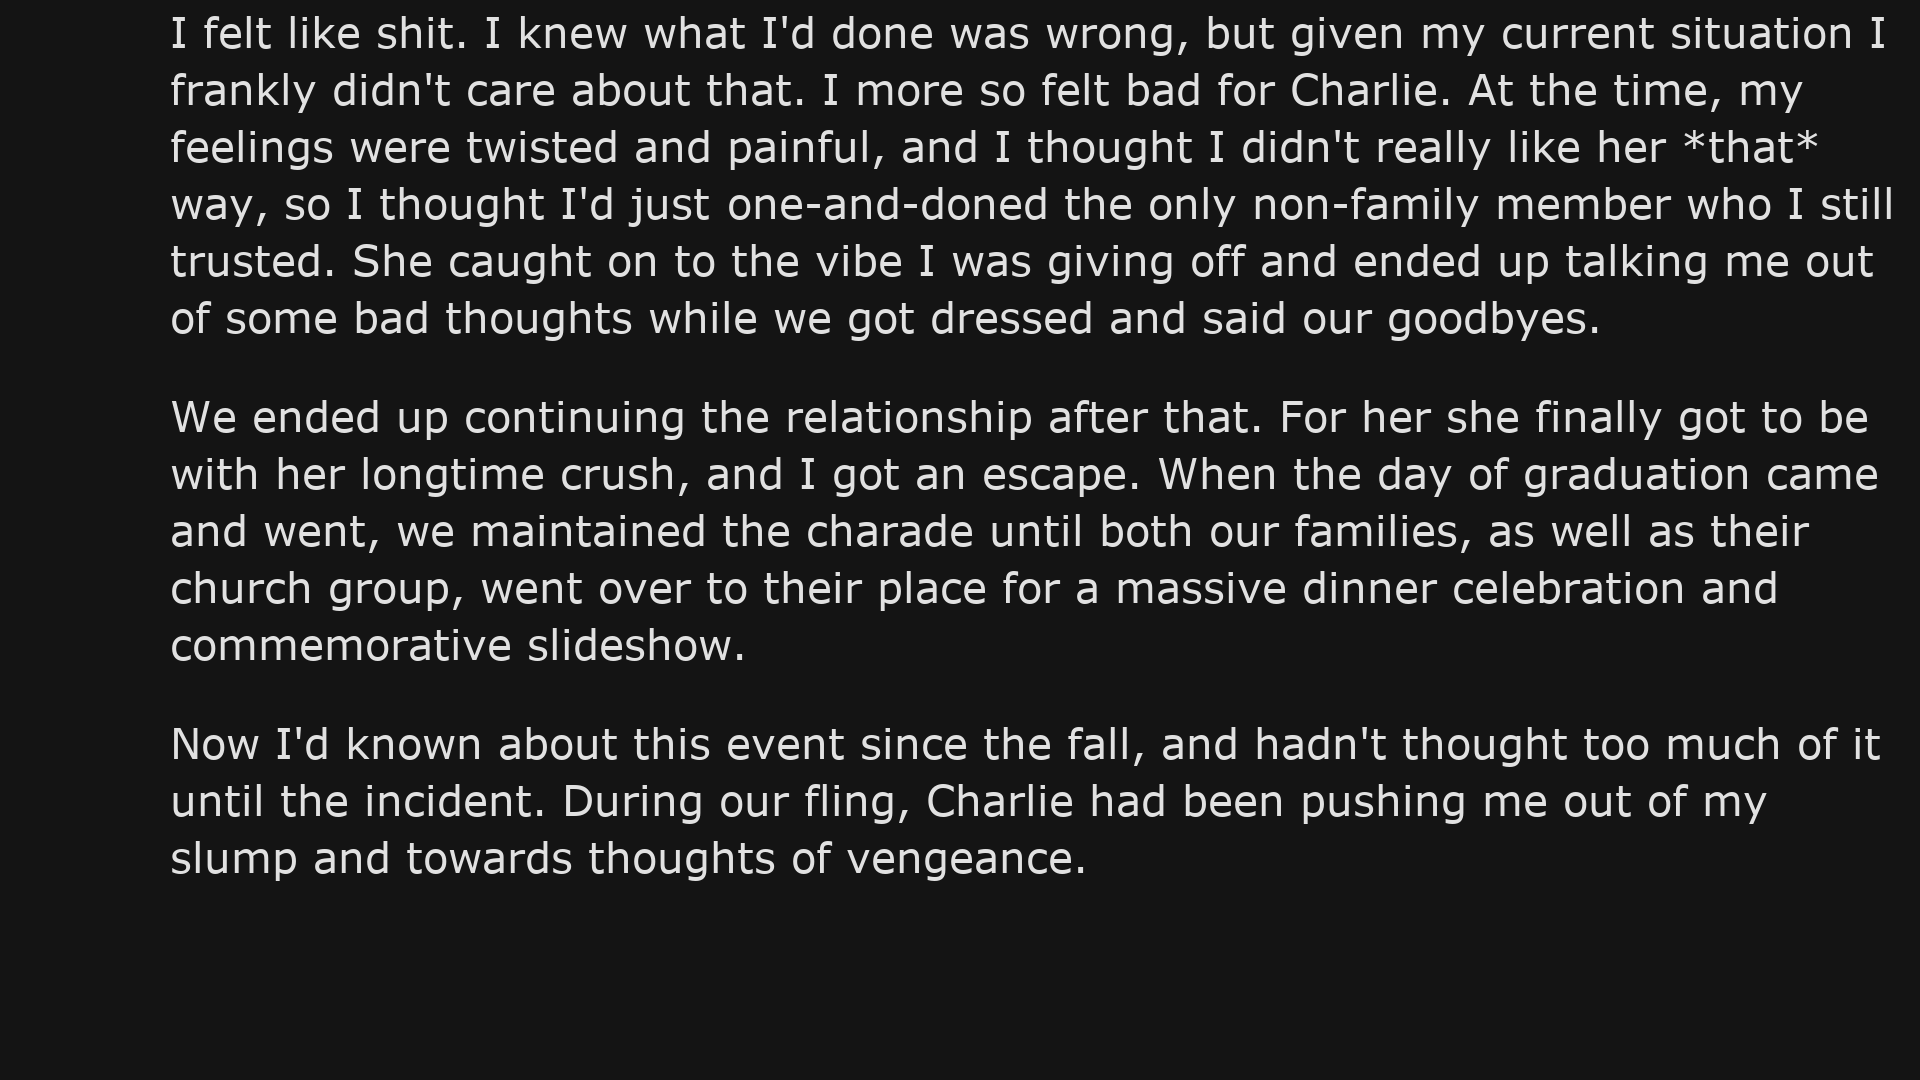 I felt like shit. I knew what I'd done was wrong, but given my current situation I
frankly didn't care about that. I more so felt bad for Charlie. At the time, my
feelings were twisted and painful, and I thought I didn't really like her *that*
way, so I thought I'd just one-and-doned the only non-family member who I still
trusted. She caught on to the vibe I was giving off and ended up talking me out
of some bad thoughts while we got dressed and said our goodbyes.
We ended up continuing the relationship after that. For her she finally got to be
with her longtime crush, and I got an escape. When the day of graduation came
and went, we maintained the charade until both our families, as well as their
church group, went over to their place for a massive dinner celebration and
commemorative slideshow.
Now I'd known about this event since the fall, and hadn't thought too much of it
until the incident. During our fling, Charlie had been pushing me out of my
slump and towards thoughts of vengeance.